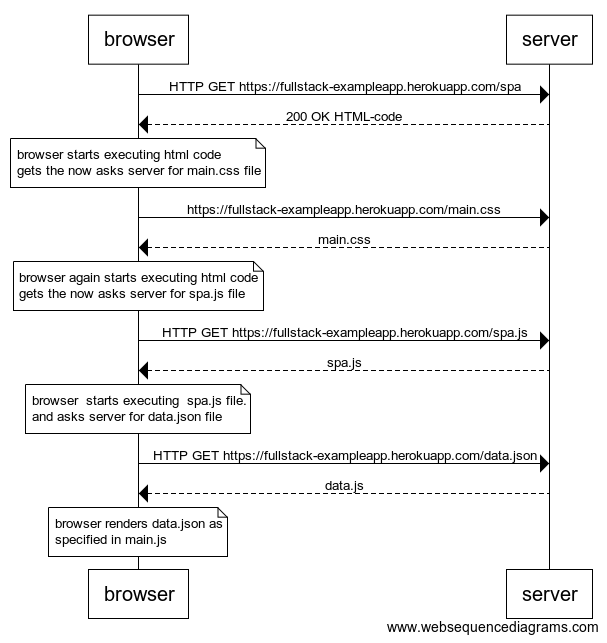 browser
server
HTTP GET https://fullstack-exampleapp.herokuapp.com/spa
200 OK HTML-code
browser starts executing html code
gets the now asks server for main.css file
https://fullstack-exampleapp.herokuapp.com/main.css
main.css
browser again starts executing html code
gets the now asks server for spa.js file
HTTP GET https://fullstack-exampleapp.herokuapp.com/spa.js
spa.js
browser  starts executing  spa.js file.
and asks server for data.json file
HTTP GET https://fullstack-exampleapp.herokuapp.com/data.json
data.js
browser renders data.json as
specified in main.js
browser
server
www.websequencediagrams.com